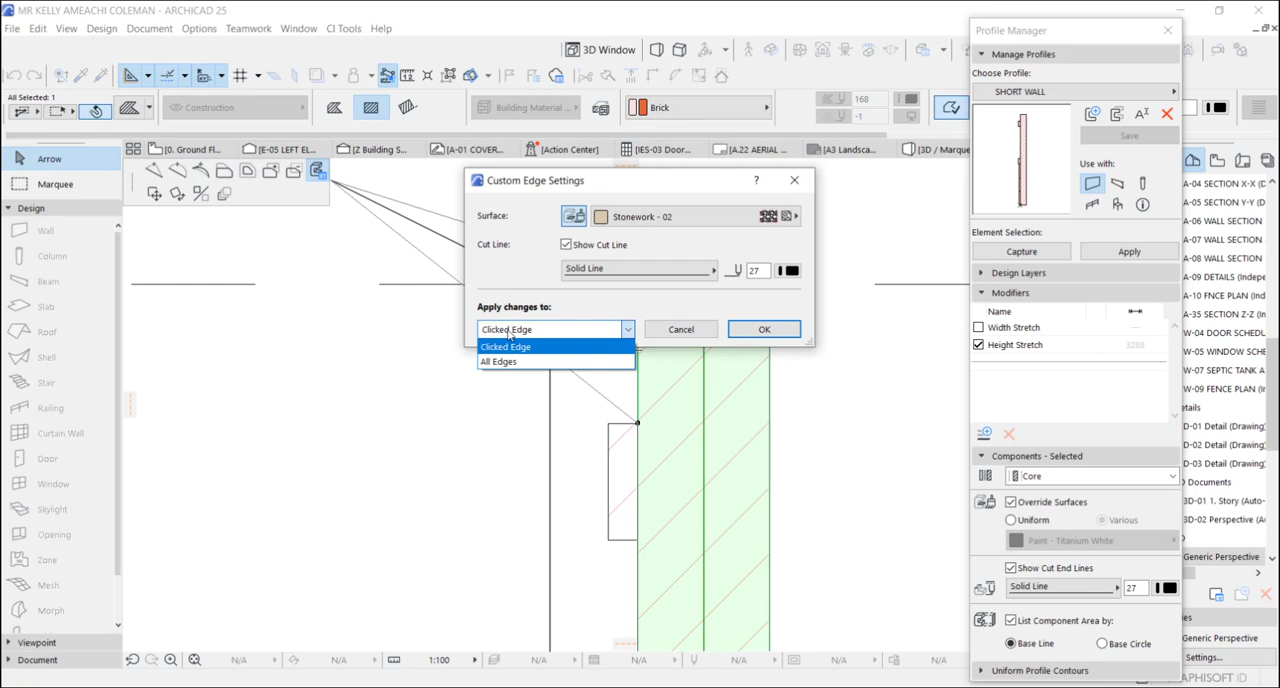 MR KELLY AMEACHI COLEMAN - ARCHICAD 25
File Edit View Design Document Options Teamwork Window CI Tools Help
3D Window
All Selected: 1
Construction
Building Material ...
Brick
168
-1
[0. Ground Fl...
[E-05 LEFT EL...
[Z Building S...
[A-01 COVER...
[Action Center]
[IES-03 Door...
[A.22 AERIAL ...
[A3 Landsca...
[3D / Marque
Arrow
Marquee
Design
Wall
Column
Beam
Slab
Roof
Shell
Stair
Railing
Curtain Wall
Door
Window
Skylight
Opening
Zone
Mesh
Morph
Viewpoint
Document
Custom Edge Settings
?
Surface:
Stonework - 02
Cut Line:
Show Cut Line
Solid Line
27
Apply changes to:
Clicked Edge
Cancel
OK
Clicked Edge
All Edges
Profile Manager
Manage Profiles
Choose Profile:
SHORT WALL
Save
Use with:
Element Selection:
Capture
Apply
Design Layers
Modifiers
Name
Width Stretch
---
Height Stretch
3288
Components - Selected
Core
Override Surfaces
Uniform
Various
Paint - Titanium White
Show Cut End Lines
Solid Line
27
List Component Area by:
Base Line
Base Circle
Uniform Profile Contours
A-04 SECTION X-X (
A-05 SECTION Y-Y (D
A-06 WALL SECTION
A-07 WALL SECTION
A-08 WALL SECTION
A-09 DETAILS (Indepe
A-10 FNCE PLAN (Ind
A-35 SECTION Z-Z (I
W-04 DOOR SCHEDU
W-05 WINDOW SCHE
W-07 SEPTIC TANK A
W-09 FENCE PLAN (I
etails
D-01 Detail (Drawing)
D-02 Detail (Drawing)
D-03 Detail (Drawing)
D Documents
3D-01 1. Story (Auto-
3D-02 Perspective (A
Generic Perspective
ies
Generic Perspective
Settings...
N/A
N/A
1:100
N/A
N/A
N/A
N/A
N/A
APHISOFT ID